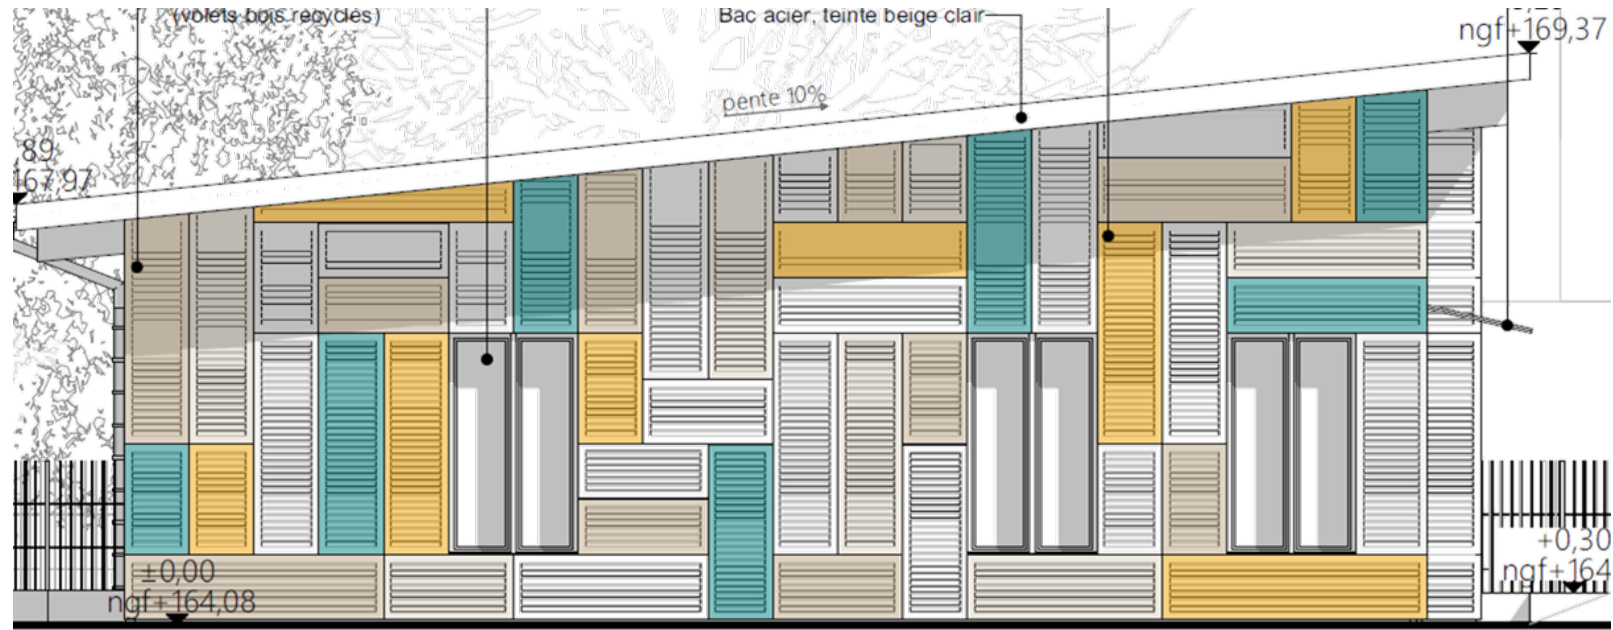 (volets bois recyclés)
Bac acier, teinte beige clair
ngf+169,37
pente 10%
,89
167,97
±0,00
ngf+164,08
+0,30
ngf+164